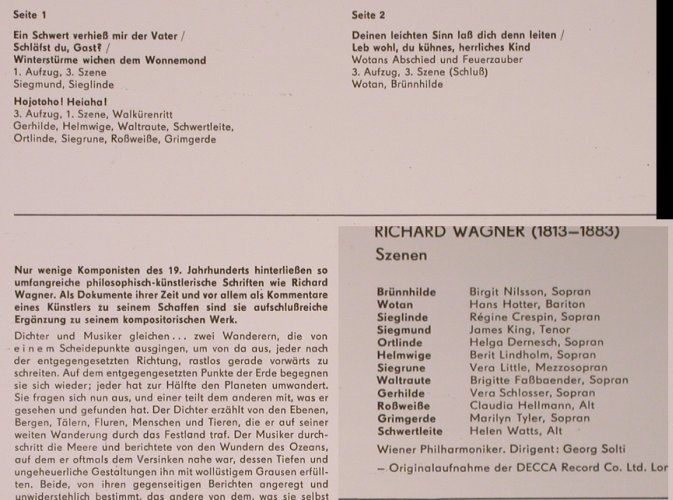 Seite 1
Ein Schwert verhieß mir der Vater /
Schläfst du, Gast? /
Winterstürme wichen dem Wonnemond
1. Aufzug, 3. Szene
Siegmund, Sieglinde
Hojotoho! Heiaha!
3. Aufzug, 1. Szene, Walkürenritt
Gerhilde, Helmwige, Waltraute, Schwertleite,
Ortlinde, Siegrune, Roßweiße, Grimgerde
Seite 2
Deinen leichten Sinn laß dich denn leiten /
Leb wohl, du kühnes, herrliches Kind
Wotans Abschied und Feuerzauber
3. Aufzug, 3. Szene (Schluß)
Wotan, Brünnhilde
Nur wenige Komponisten des 19. Jahrhunderts hinterließen so
umfangreiche philosophisch-künstlerische Schriften wie Richard
Wagner. Als Dokumente ihrer Zeit und vor allem als Kommentare
eines Künstlers zu seinem Schaffen sind sie aufschlußreiche
Ergänzung zu seinem kompositorischen Werk.
Dichter und Musiker gleichen... zwei Wanderern, die von
einem Scheidepunkte ausgingen, um von da aus, jeder nach
der entgegengesetzten Richtung, rastlos gerade vorwärts zu
schreiten. Auf dem entgegengesetzten Punkte der Erde begegnen
sie sich wieder; jeder hat zur Hälfte den Planeten umwandert.
Sie fragen sich nun aus, und einer teilt dem anderen mit, was er
gesehen und gefunden hat. Der Dichter erzählt von den Ebenen,
Bergen, Tälern, Fluren, Menschen und Tieren, die er auf seiner
weiten Wanderung durch das Festland traf. Der Musiker durch-
schritt die Meere und berichtete von den Wundern des Ozeans,
auf dem er oftmals dem Versinken nahe war, dessen Tiefen und
ungeheuerliche Gestaltungen ihn mit wollüstigem Grausen erfüll-
ten. Beide, von ihren gegenseitigen Berichten angeregt und
unwiderstehlich bestimmt, das andere von dem, was sie selbst
RICHARD WAGNER (1813–1883)
Szenen
Brünnhilde Birgit Nilsson, Sopran
Wotan Hans Hotter, Bariton
Sieglinde Régine Crespin, Sopran
Siegmund James King, Tenor
Ortlinde Helga Dernesch, Sopran
Helmwige Berit Lindholm, Sopran
Siegrune Vera Little, Mezzosopran
Waltraute Brigitte Faßbaender, Sopran
Gerhilde Vera Schlosser, Sopran
Roßweiße Claudia Hellmann, Alt
Grimgerde Marilyn Tyler, Sopran
Schwertleite Helen Watts, Alt
Wiener Philharmoniker. Dirigent: Georg Solti
– Originalaufnahme der DECCA Record Co. Ltd. Lor